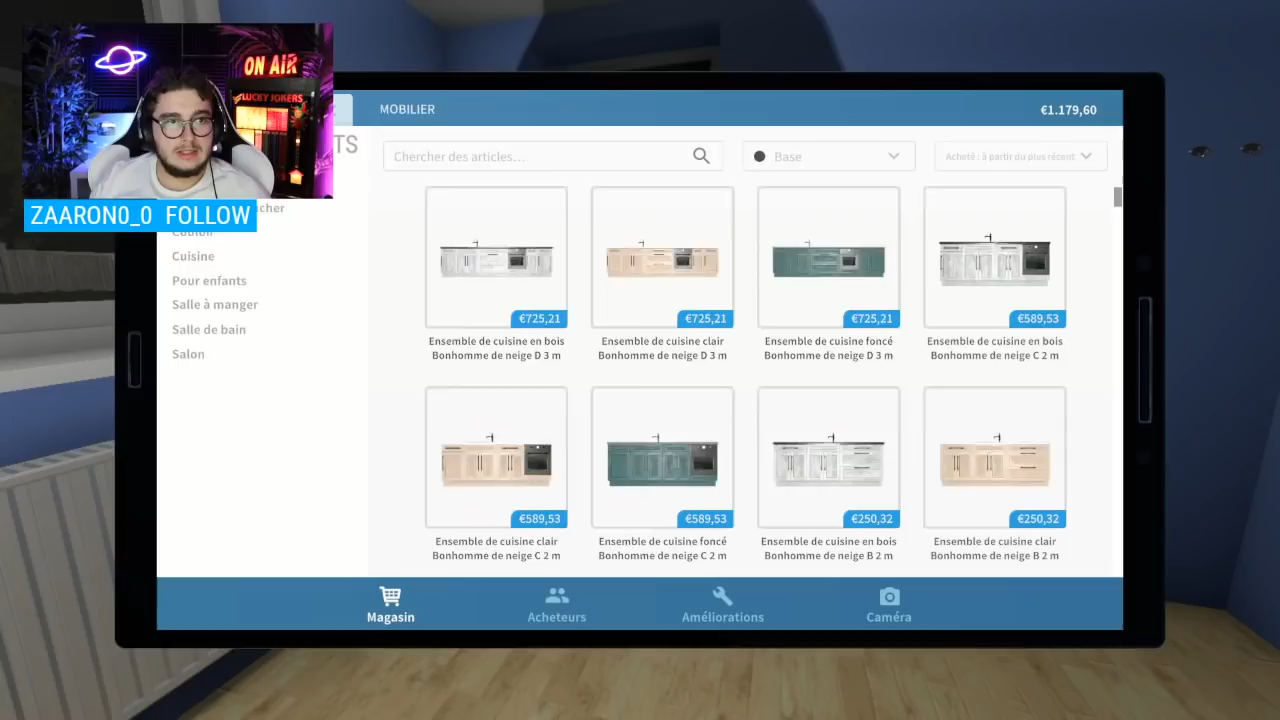 ON AIR
LUCKY JOKERS
ZAARON0_0 FOLLOW
MOBILIER
€1.179,60
TS
Chercher des articles...
Base
Acheté : à partir du plus récent
cher
Couloir
Cuisine
Pour enfants
Salle à manger
Salle de bain
Salon
€725,21
€725,21
€725,21
€589,53
Ensemble de cuisine en bois
Bonhomme de neige D 3 m
Ensemble de cuisine clair
Bonhomme de neige D 3 m
Ensemble de cuisine foncé
Bonhomme de neige D 3 m
Ensemble de cuisine en bois
Bonhomme de neige C 2 m
€589,53
€589,53
€250,32
€250,32
Ensemble de cuisine clair
Bonhomme de neige C 2 m
Ensemble de cuisine foncé
Bonhomme de neige C 2 m
Ensemble de cuisine en bois
Bonhomme de neige B 2 m
Ensemble de cuisine clair
Bonhomme de neige B 2 m
Magasin
Acheteurs
Améliorations
Caméra